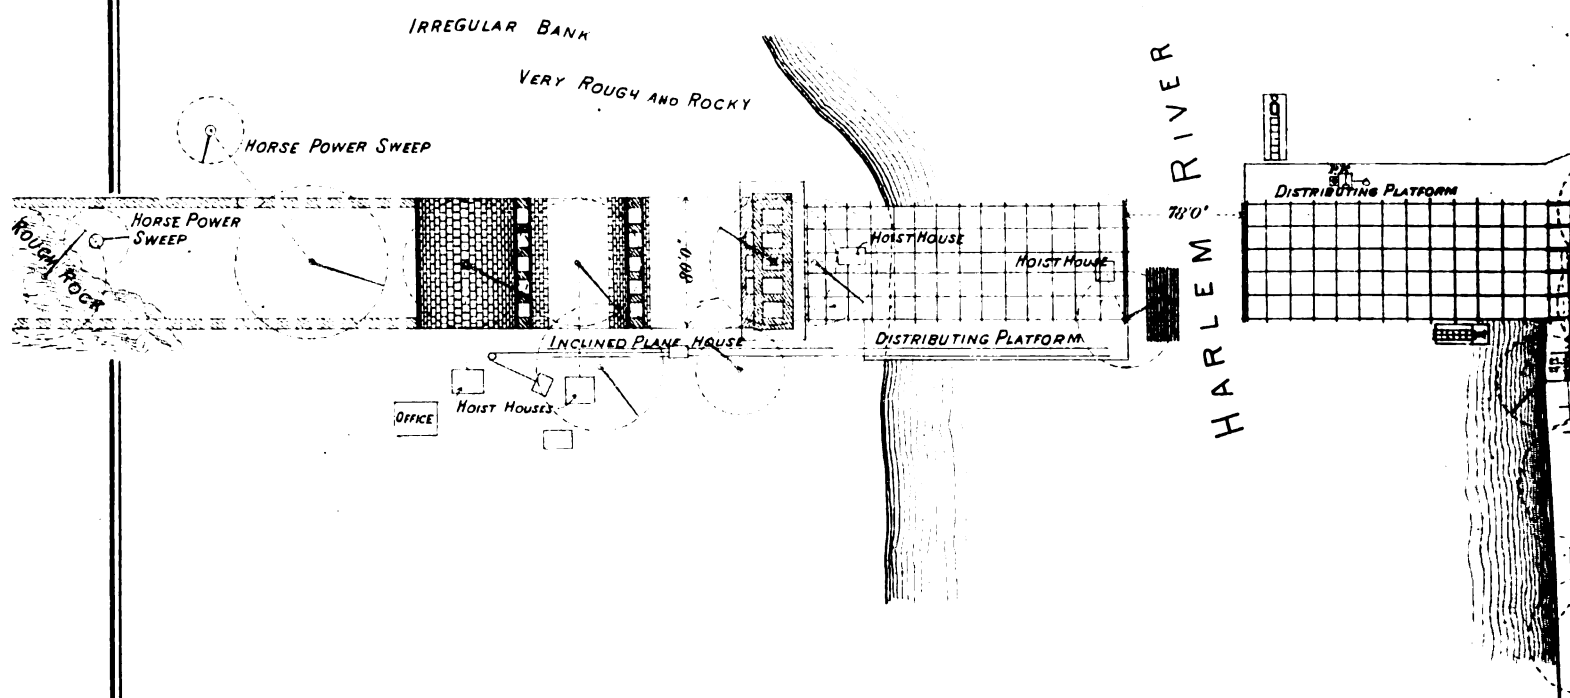 IRREGULAR BANK
VERY ROUGH AND ROCKY
HORSE POWER SWEEP
HORSE POWER
SWEEP
ROUGH ROCK
HARLEM RIVER
DISTRIBUTING PLATFORM
78'0"
HOIST HOUSE
HOIST HOUSE
80'.0"
INCLINED PLANE HOUSE
DISTRIBUTING PLATFORM
HOIST HOUSES
OFFICE